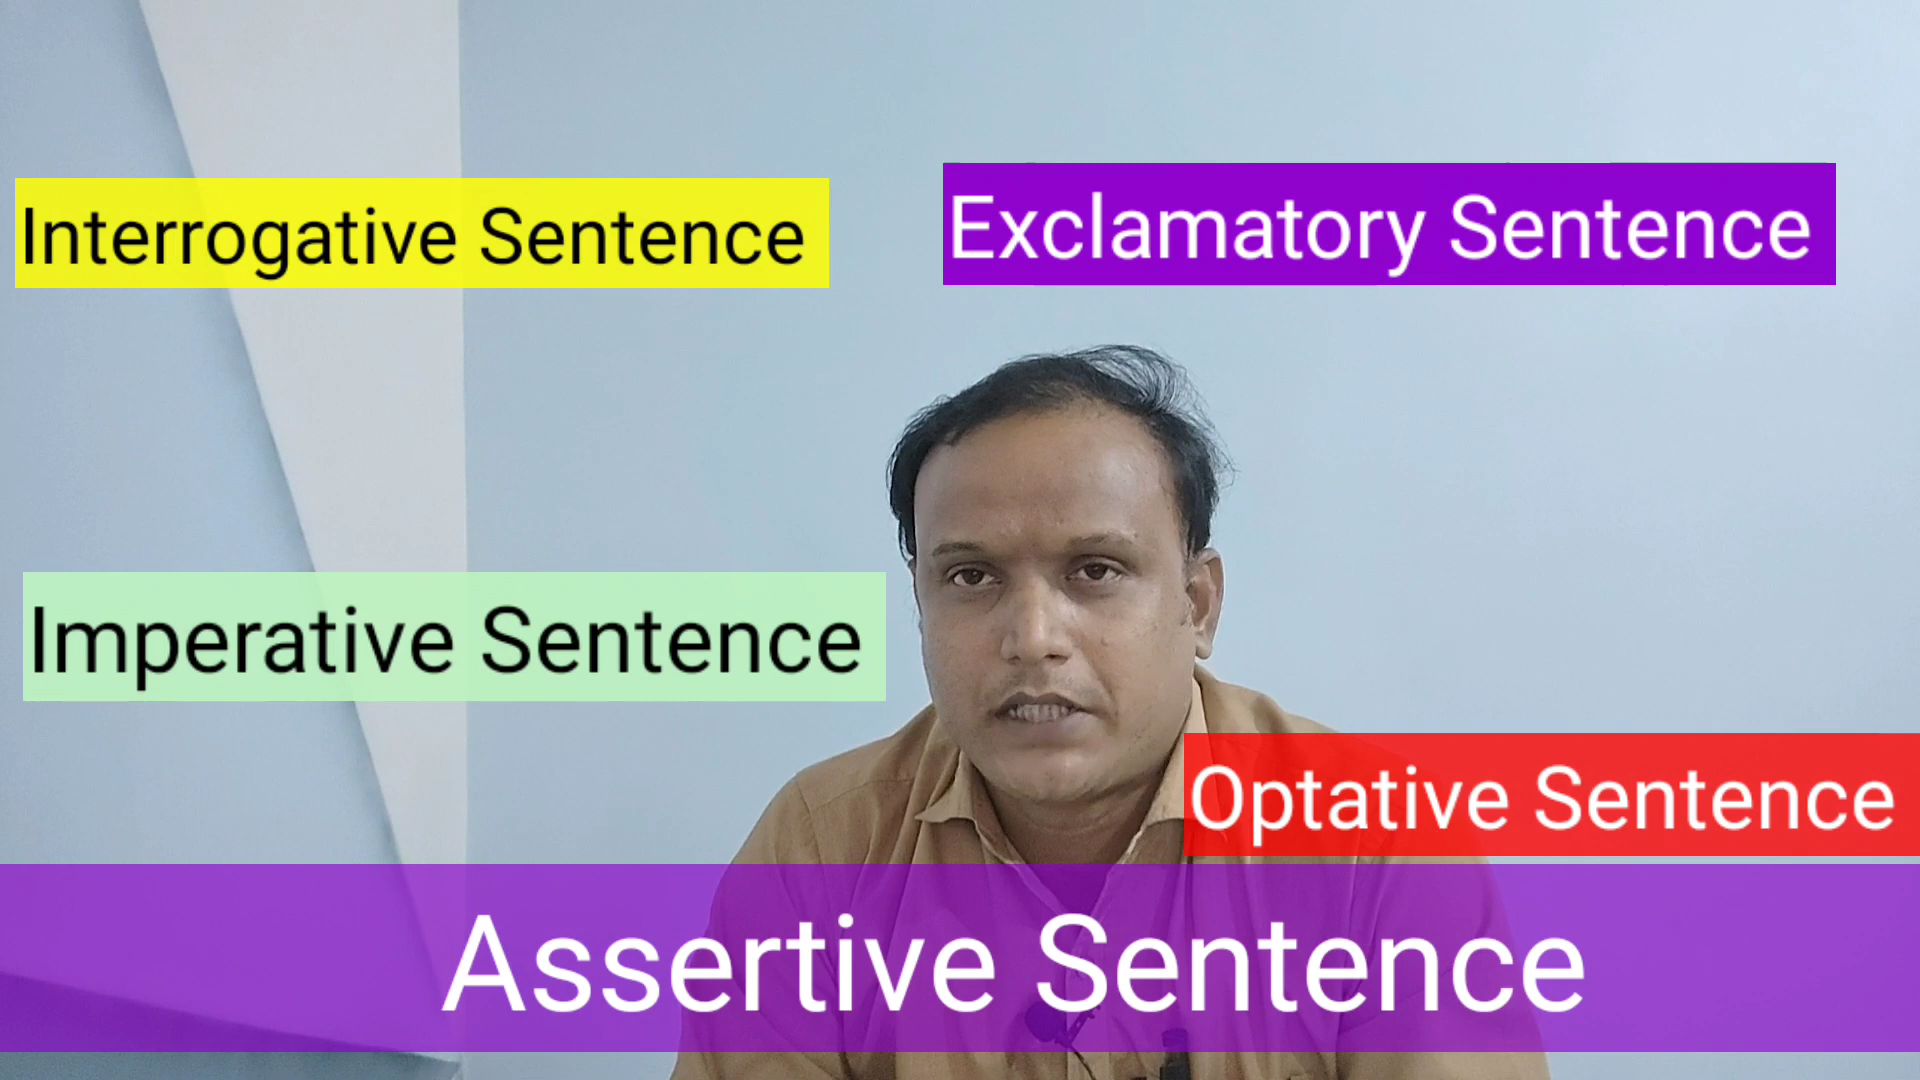 Interrogative Sentence
Exclamatory Sentence
Imperative Sentence
Optative Sentence
Assertive Sentence